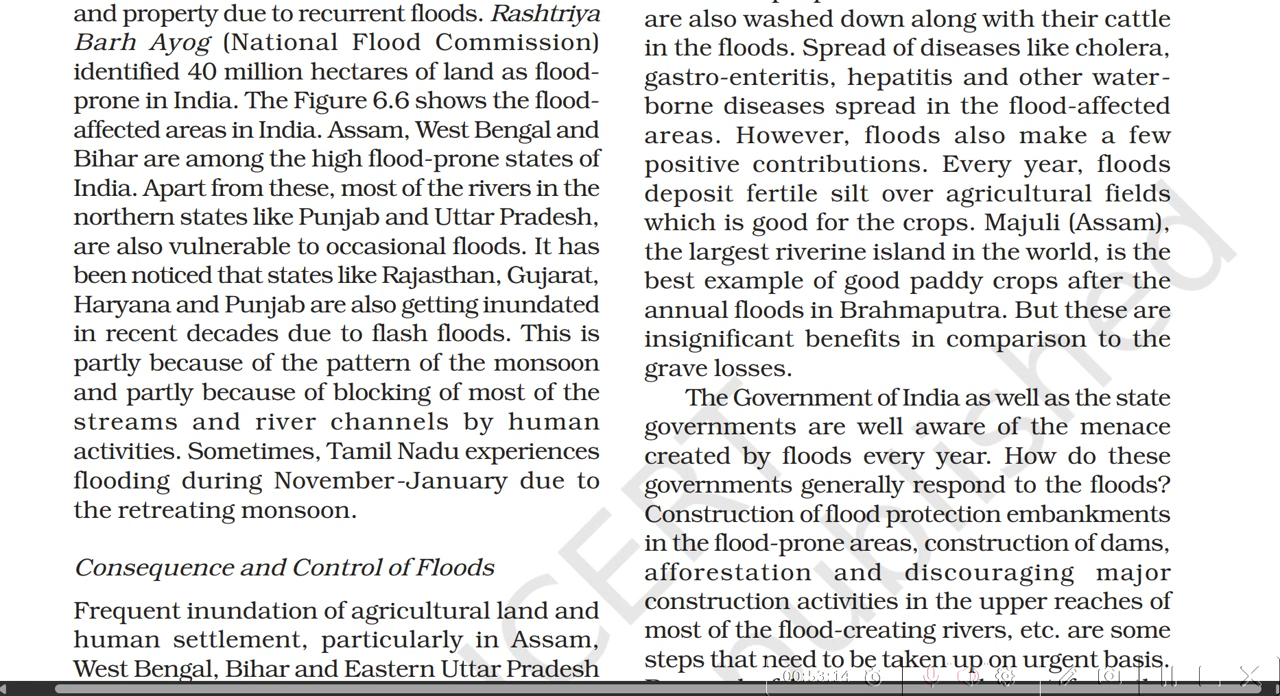 and property due to recurrent floods. Rashtriya
Barh Ayog (National Flood Commission)
identified 40 million hectares of land as flood-
prone in India. The Figure 6.6 shows the flood-
affected areas in India. Assam, West Bengal and
Bihar are among the high flood-prone states of
India. Apart from these, most of the rivers in the
northern states like Punjab and Uttar Pradesh,
are also vulnerable to occasional floods. It has
been noticed that states like Rajasthan, Gujarat,
Haryana and Punjab are also getting inundated
in recent decades due to flash floods. This is
partly because of the pattern of the monsoon
and partly because of blocking of most of the
streams and river channels by human
activities. Sometimes, Tamil Nadu experiences
flooding during November-January due to
the retreating monsoon.
Consequence and Control of Floods
Frequent inundation of agricultural land and
human settlement, particularly in Assam,
West Bengal, Bihar and Eastern Uttar Pradesh
are also washed down along with their cattle
in the floods. Spread of diseases like cholera,
gastro-enteritis, hepatitis and other water-
borne diseases spread in the flood-affected
areas. However, floods also make a few
positive contributions. Every year, floods
deposit fertile silt over agricultural fields
which is good for the crops. Majuli (Assam),
the largest riverine island in the world, is the
best example of good paddy crops after the
annual floods in Brahmaputra. But these are
insignificant benefits in comparison to the
grave losses.
The Government of India as well as the state
governments are well aware of the menace
created by floods every year. How do these
governments generally respond to the floods?
Construction of flood protection embankments
in the flood-prone areas, construction of dams,
afforestation and discouraging major
construction activities in the upper reaches of
most of the flood-creating rivers, etc. are some
steps that need to be taken up on urgent basis.
NCERT
published
00:53:14